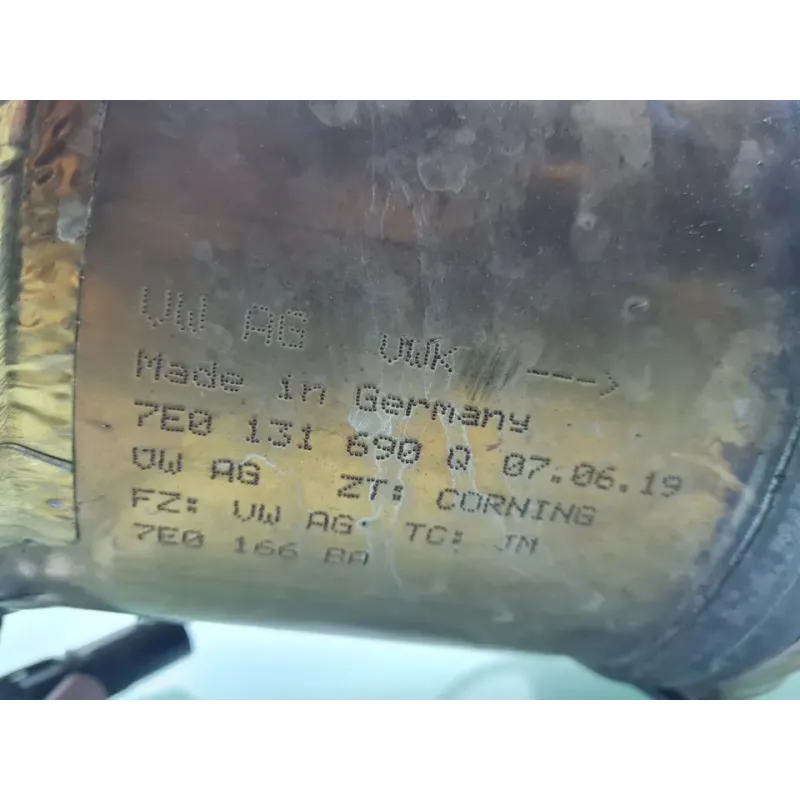 VW AG VWK --->
Made in Germany
7E0 131 690 Q 07.06.19
VW AG ZT: CORNING
FZ: VW AG TC: JM
7E0 166 BA